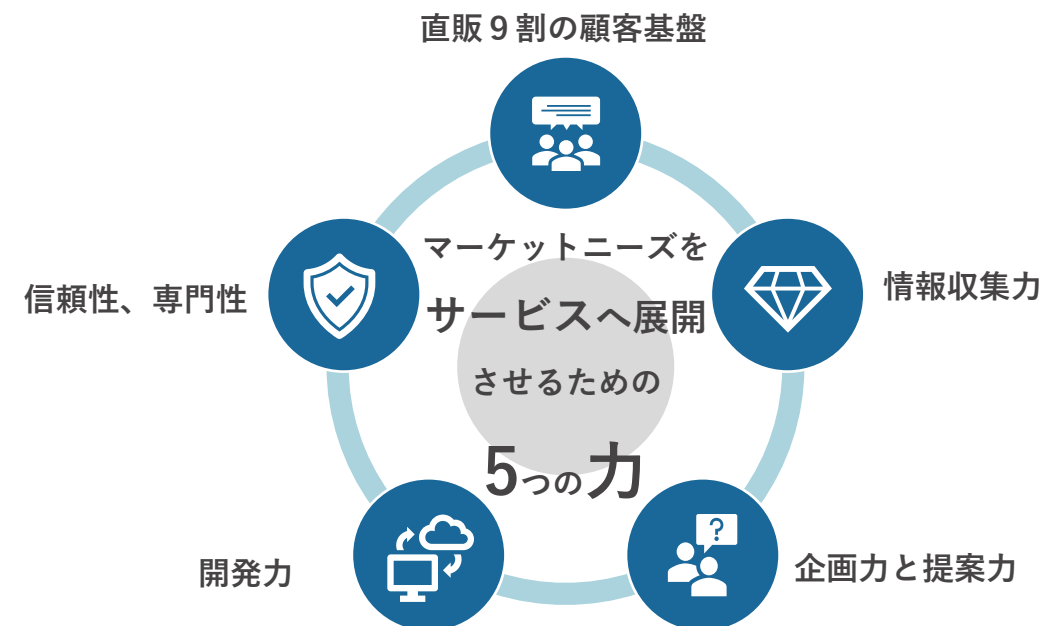 直販９割の顧客基盤
マーケットニーズを
サービスへ展開
させるための
5つの力
情報収集力
企画力と提案力
開発力
信頼性、専門性
?